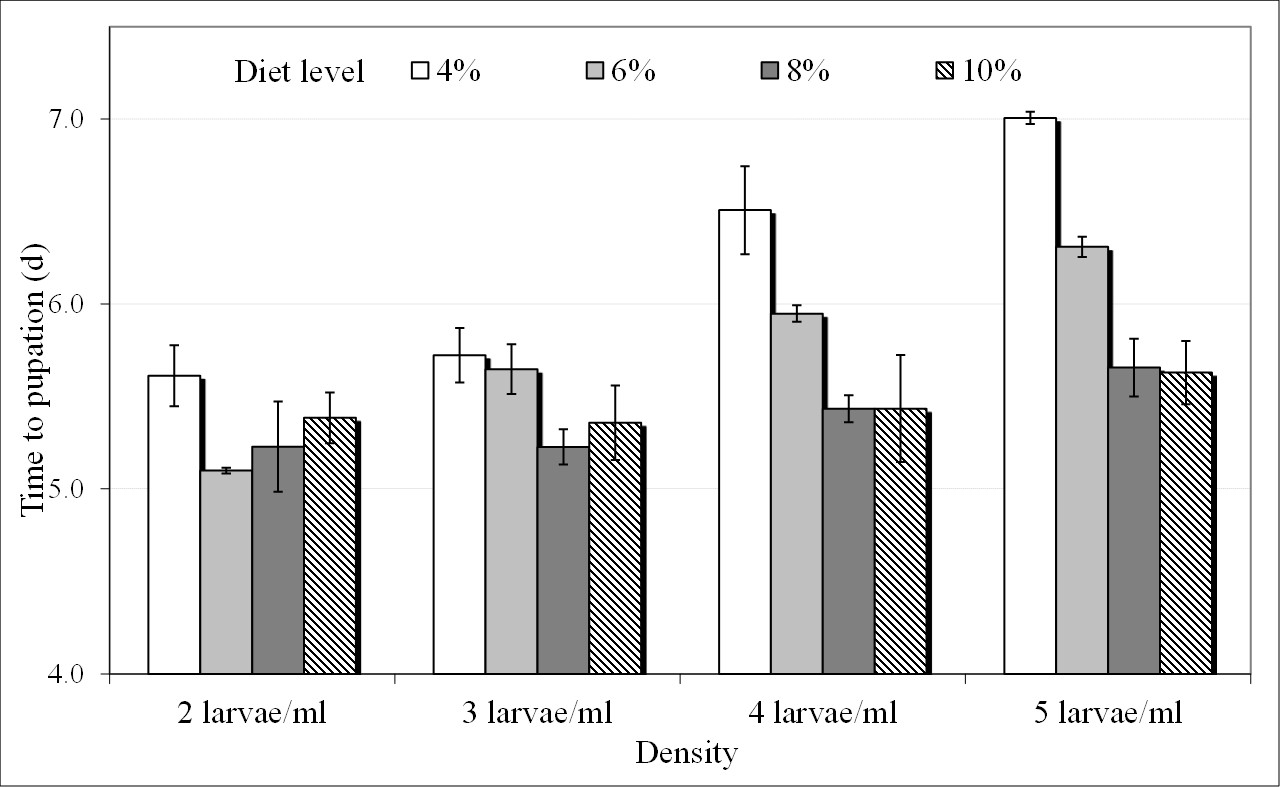 Diet level 4% 6% 8% 10%
7.0
6.0
5.0
4.0
Time to pupation (d)
2 larvae/ml 3 larvae/ml 4 larvae/ml 5 larvae/ml
Density